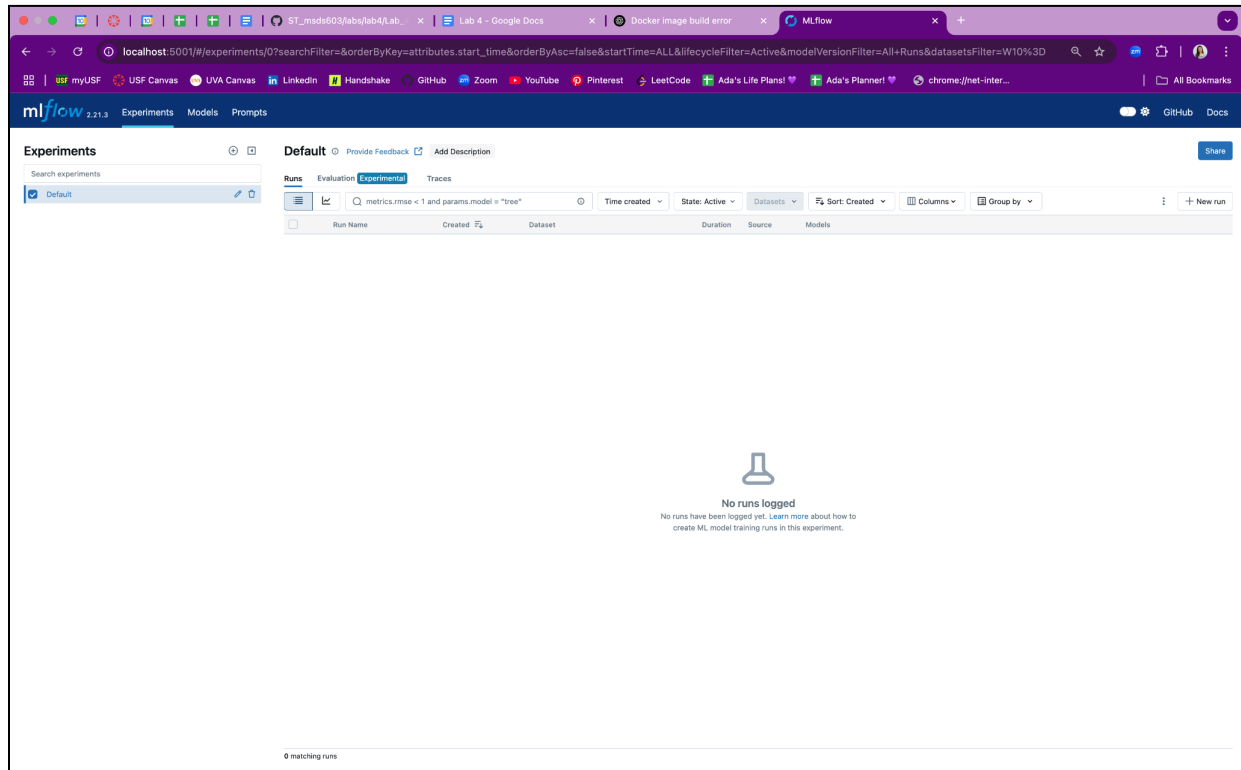 ST_msds603/labs/lab4/Lab_
Lab 4 - Google Docs
Docker image build error
MLflow
localhost:5001/#/experiments/0?searchFilter=&orderByKey=attributes.start_time&orderByAsc=false&startTime=ALL&lifecycleFilter=Active&modelVersionFilter=All+Runs&datasetsFilter=W10%3D
USF myUSF USF Canvas UVA Canvas in LinkedIn Handshake GitHub zm Zoom YouTube Pinterest LeetCode Ada's Life Plans! Ada's Planner! chrome://net-inter... All Bookmarks
mlflow 2.21.3 Experiments Models Prompts GitHub Docs
Experiments
Search experiments
Default
Default Provide Feedback Add Description Share
Runs Evaluation Experimental Traces
metrics.rmse < 1 and params.model = "tree" Time created State: Active Datasets Sort: Created Columns Group by + New run
Run Name Created Dataset Duration Source Models
No runs logged
No runs have been logged yet. Learn more about how to
create ML model training runs in this experiment.
0 matching runs